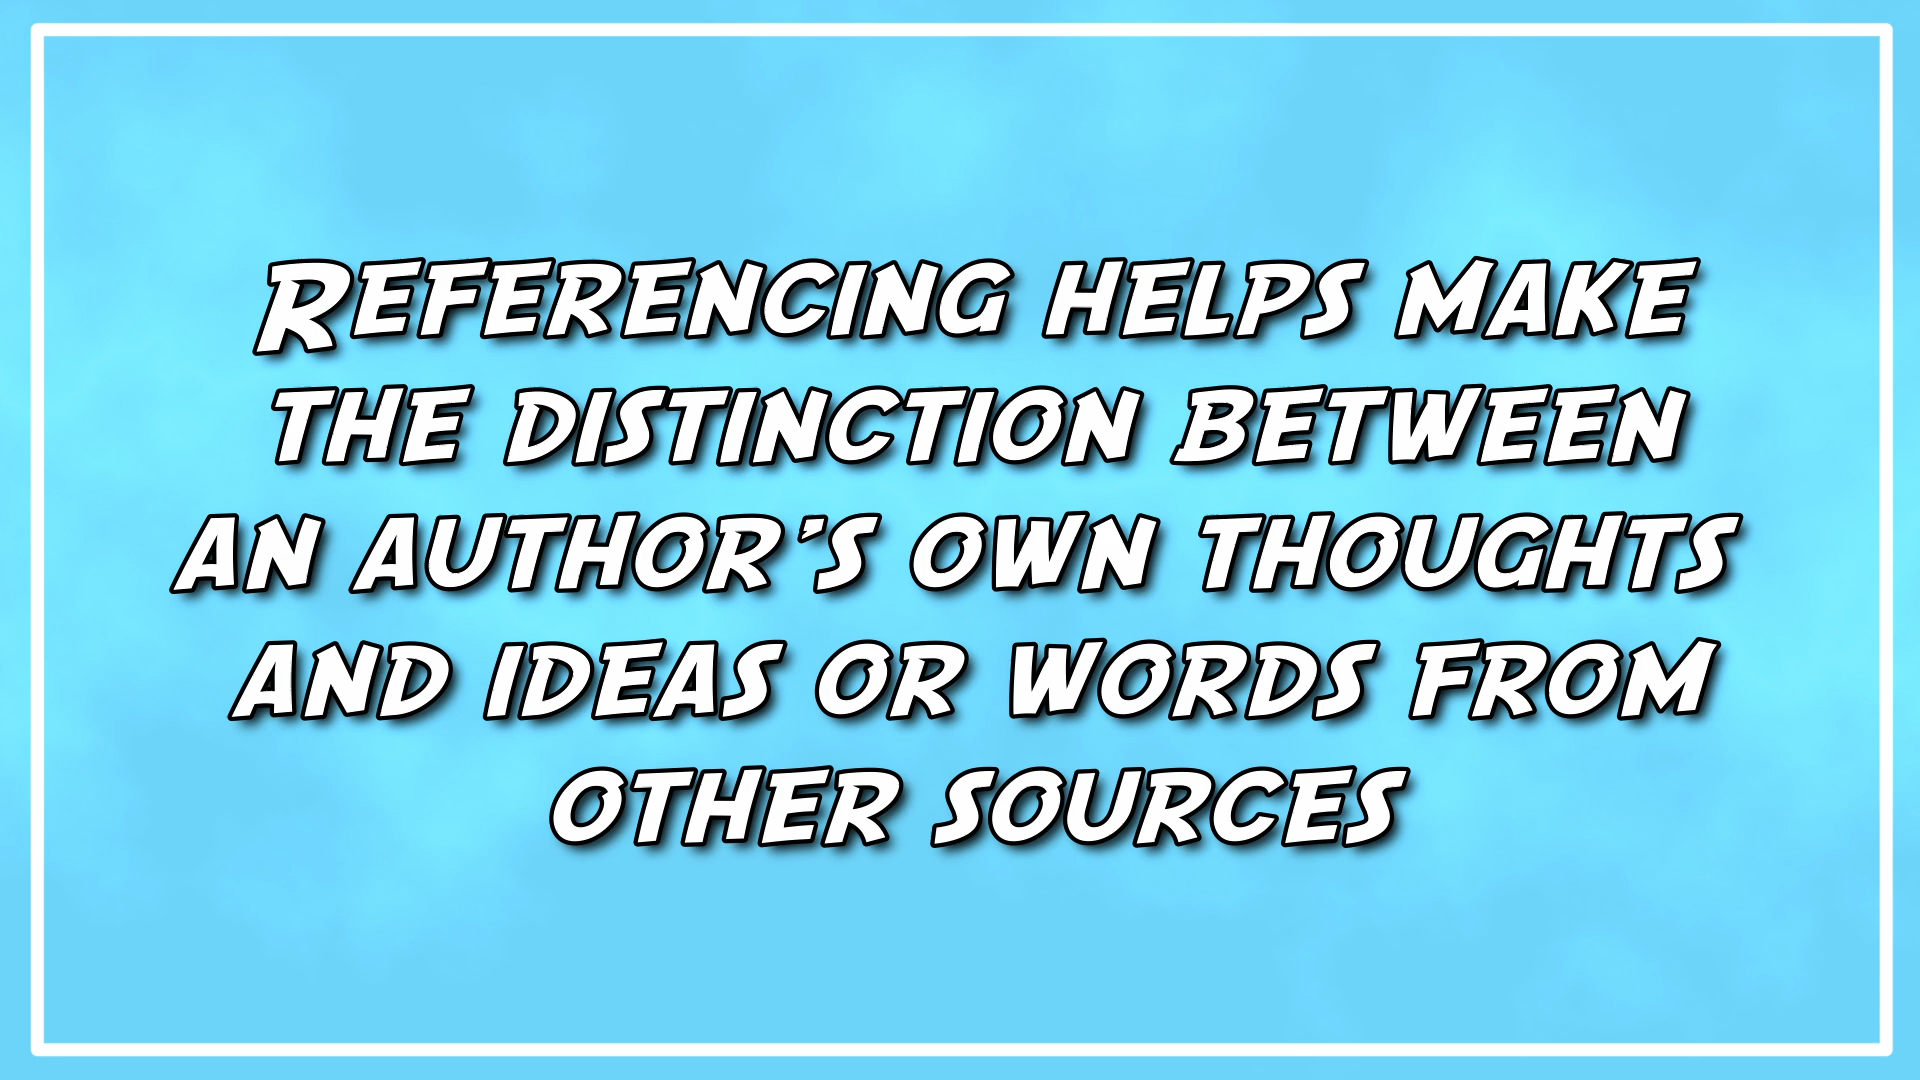 Referencing helps make
the distinction between
an author's own thoughts
and ideas or words from
other sources